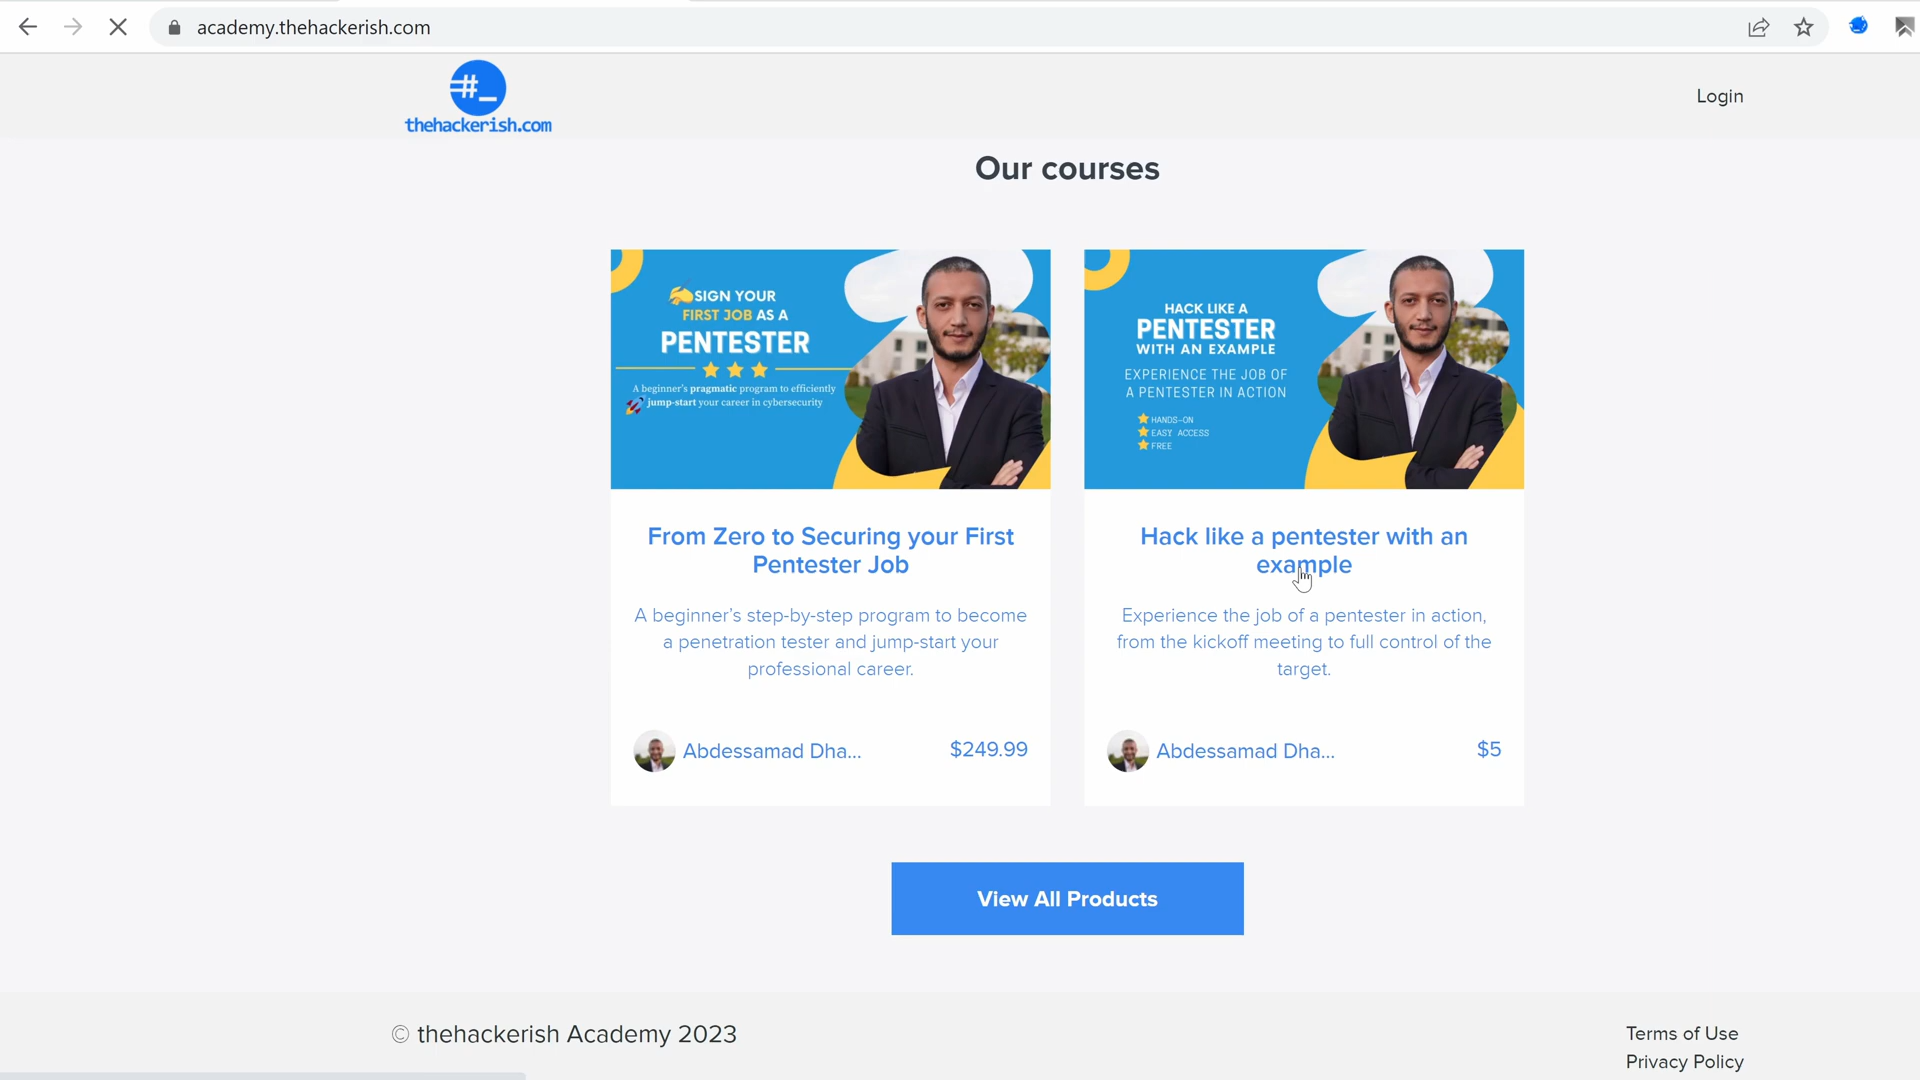 academy.thehackerish.com
#_
thehackerish.com
Login
Our courses
SIGN YOUR
FIRST JOB AS A
PENTESTER
A beginner's pragmatic program to efficiently
jump-start your career in cybersecurity
HACK LIKE A
PENTESTER
WITH AN EXAMPLE
EXPERIENCE THE JOB OF
A PENTESTER IN ACTION
HANDS-ON
EASY ACCESS
FREE
From Zero to Securing your First
Pentester Job
A beginner’s step-by-step program to become
a penetration tester and jump-start your
professional career.
Abdessamad Dha...
$249.99
Hack like a pentester with an
example
Experience the job of a pentester in action,
from the kickoff meeting to full control of the
target.
Abdessamad Dha...
$5
View All Products
© thehackerish Academy 2023
Terms of Use
Privacy Policy